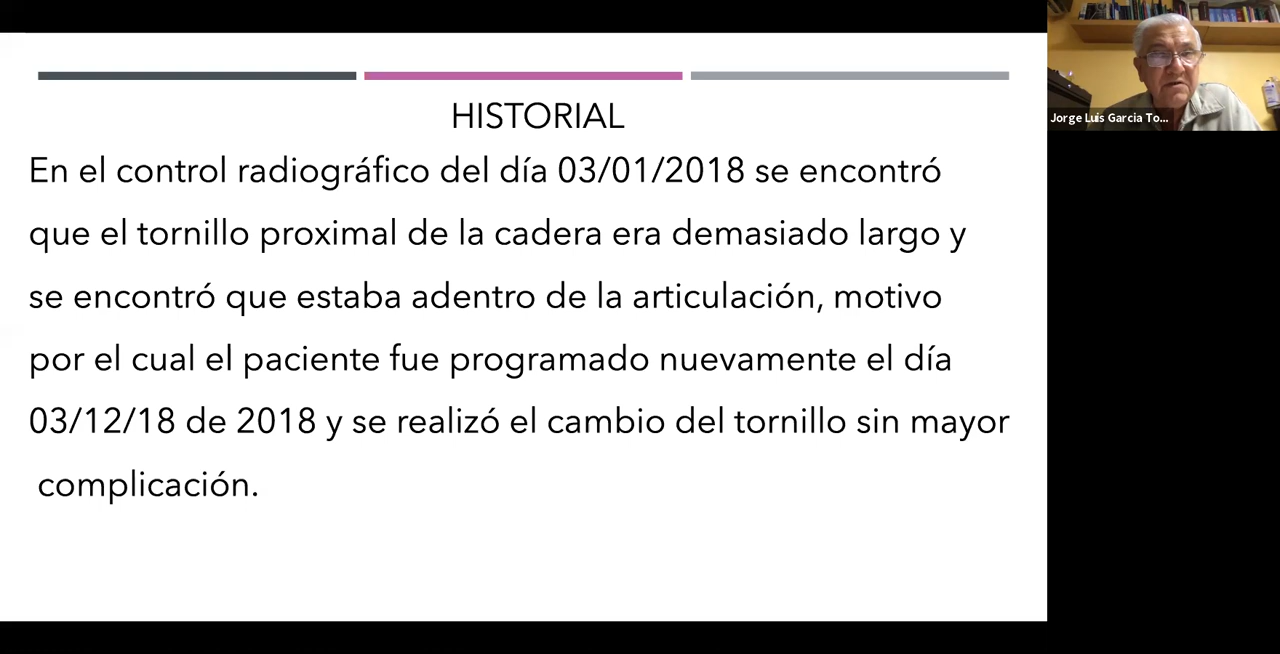 HISTORIAL
En el control radiográfico del día 03/01/2018 se encontró
que el tornillo proximal de la cadera era demasiado largo y
se encontró que estaba adentro de la articulación, motivo
por el cual el paciente fue programado nuevamente el día
03/12/18 de 2018 y se realizó el cambio del tornillo sin mayor
complicación.
Jorge Luis Garcia To...